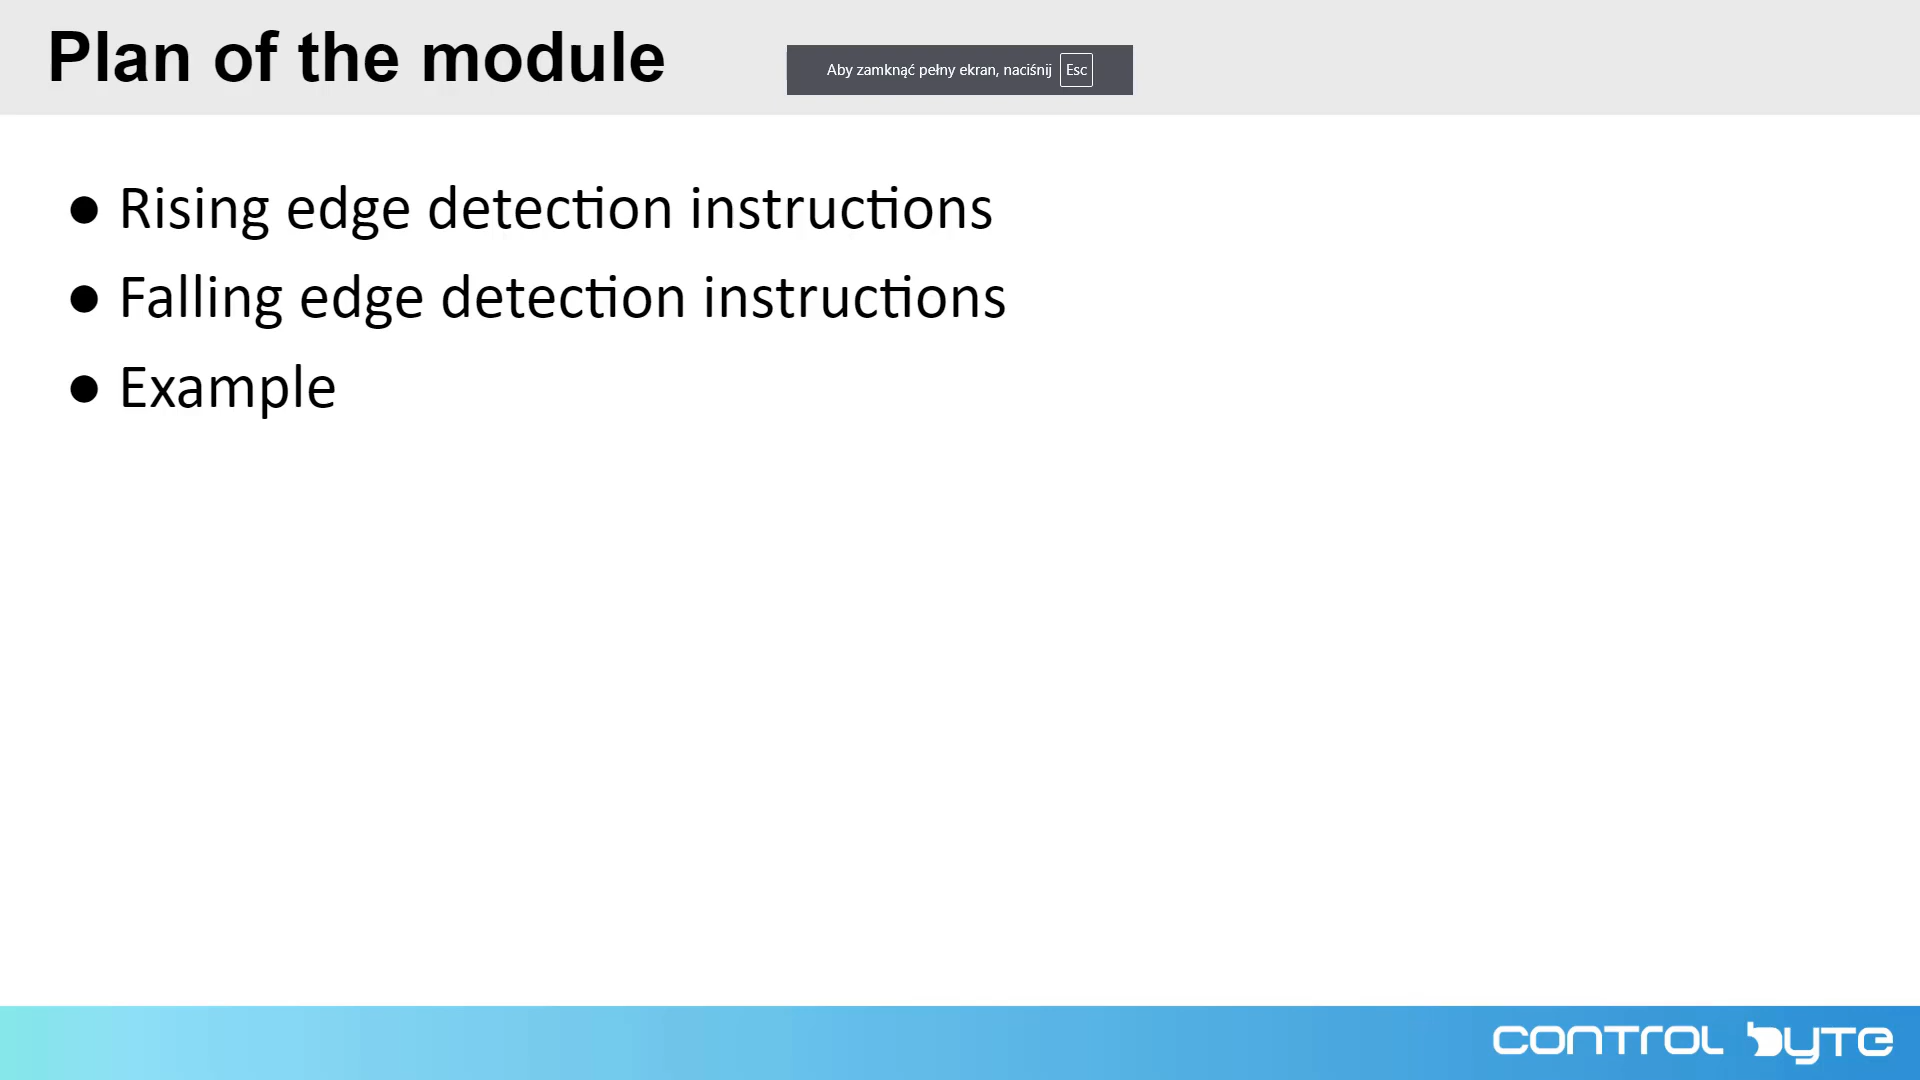 Plan of the module
Aby zamknąć pełny ekran, naciśnij Esc
● Rising edge detection instructions
● Falling edge detection instructions
● Example
CONTROL BYTE